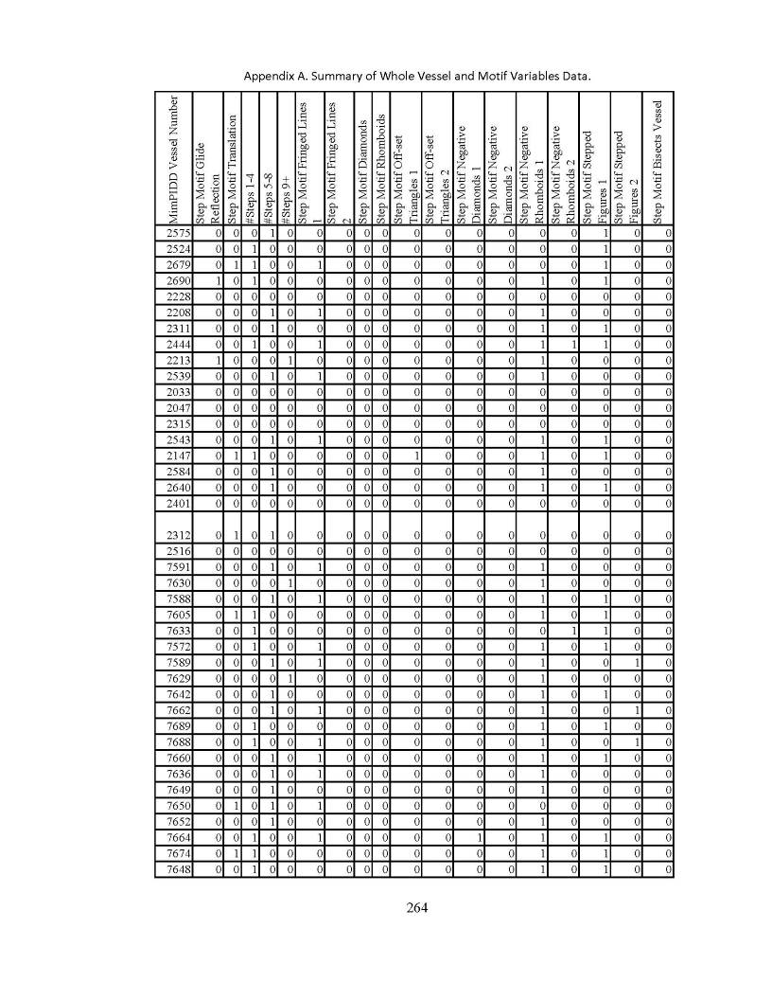 Appendix A. Summary of Whole Vessel and Motif Variables Data.
MimPIDD Vessel Number
Step Motif Glide
Reflection
Step Motif Translation
#Steps 1-4
#Steps 5-8
#Steps 9+
Step Motif Fringed Lines
1
Step Motif Fringed Lines
2
Step Motif Diamonds
Step Motif Rhomboids
Step Motif Off-set
Triangles 1
Step Motif Off-set
Triangles 2
Step Motif Negative
Diamonds 1
Step Motif Negative
Diamonds 2
Step Motif Negative
Rhomboids 1
Step Motif Negative
Rhomboids 2
Step Motif Stepped
Figures 1
Step Motif Stepped
Figures 2
Step Motif Bisects Vessel
2575 0 0 0 1 0 0 0 0 0 0 0 0 0 0 0 1 0 0
2524 0 0 1 0 0 0 0 0 0 0 0 0 0 0 0 1 0 0
2679 0 1 1 0 0 1 0 0 0 0 0 0 0 0 0 1 0 0
2690 1 0 1 0 0 0 0 0 0 0 0 0 0 1 0 1 0 0
2228 0 0 0 0 0 0 0 0 0 0 0 0 0 0 0 0 0 0
2208 0 0 0 1 0 1 0 0 0 0 0 0 0 1 0 0 0 0
2311 0 0 0 1 0 0 0 0 0 0 0 0 0 1 0 1 0 0
2444 0 0 1 0 0 1 0 0 0 0 0 0 0 1 1 1 0 0
2213 1 0 0 0 1 0 0 0 0 0 0 0 0 1 0 0 0 0
2539 0 0 0 1 0 1 0 0 0 0 0 0 0 1 0 0 0 0
2033 0 0 0 0 0 0 0 0 0 0 0 0 0 0 0 0 0 0
2047 0 0 0 0 0 0 0 0 0 0 0 0 0 0 0 0 0 0
2315 0 0 0 0 0 0 0 0 0 0 0 0 0 0 0 0 0 0
2543 0 0 0 1 0 1 0 0 0 0 0 0 0 1 0 1 0 0
2147 0 1 1 0 0 0 0 0 0 1 0 0 0 1 0 1 0 0
2584 0 0 0 1 0 0 0 0 0 0 0 0 0 1 0 0 0 0
2640 0 0 0 1 0 0 0 0 0 0 0 0 0 1 0 1 0 0
2401 0 0 0 0 0 0 0 0 0 0 0 0 0 0 0 0 0 0
2312 0 1 0 1 0 0 0 0 0 0 0 0 0 0 0 0 0 0
2516 0 0 0 0 0 0 0 0 0 0 0 0 0 0 0 0 0 0
7591 0 0 0 1 0 1 0 0 0 0 0 0 0 1 0 0 0 0
7630 0 0 0 0 1 0 0 0 0 0 0 0 0 1 0 0 0 0
7588 0 0 0 1 0 1 0 0 0 0 0 0 0 1 0 1 0 0
7605 0 1 1 0 0 0 0 0 0 0 0 0 0 1 0 1 0 0
7633 0 0 1 0 0 0 0 0 0 0 0 0 0 0 1 1 0 0
7572 0 0 1 0 0 1 0 0 0 0 0 0 0 1 0 1 0 0
7589 0 0 0 1 0 1 0 0 0 0 0 0 0 1 0 0 1 0
7629 0 0 0 0 1 0 0 0 0 0 0 0 0 1 0 0 0 0
7642 0 0 0 1 0 0 0 0 0 0 0 0 0 1 0 1 0 0
7662 0 0 0 1 0 1 0 0 0 0 0 0 0 1 0 0 1 0
7689 0 0 1 0 0 0 0 0 0 0 0 0 0 1 0 1 0 0
7688 0 0 1 0 0 1 0 0 0 0 0 0 0 1 0 0 1 0
7660 0 0 0 1 0 1 0 0 0 0 0 0 0 1 0 1 0 0
7636 0 0 0 1 0 1 0 0 0 0 0 0 0 1 0 0 0 0
7649 0 0 0 1 0 0 0 0 0 0 0 0 0 1 0 0 0 0
7650 0 1 0 1 0 1 0 0 0 0 0 0 0 0 0 0 0 0
7652 0 0 0 1 0 0 0 0 0 0 0 0 0 1 0 0 0 0
7664 0 0 1 0 0 1 0 0 0 0 0 1 0 1 0 1 0 0
7674 0 1 1 0 0 0 0 0 0 0 0 0 0 1 0 1 0 0
7648 0 0 1 0 0 0 0 0 0 0 0 0 0 1 0 1 0 0
264